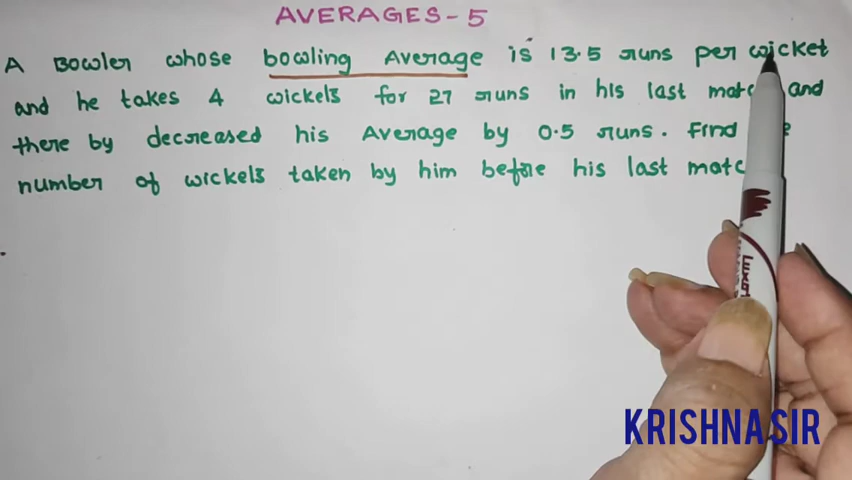 AVERAGES-5
A Bowler whose bowling Average is 13.5 runs per wicket
and he takes 4 wickets for 27 runs in his last and
there by decreased his Average by 0.5 runs. Find
number of wickets taken by him before his last
KRISHNA SIR